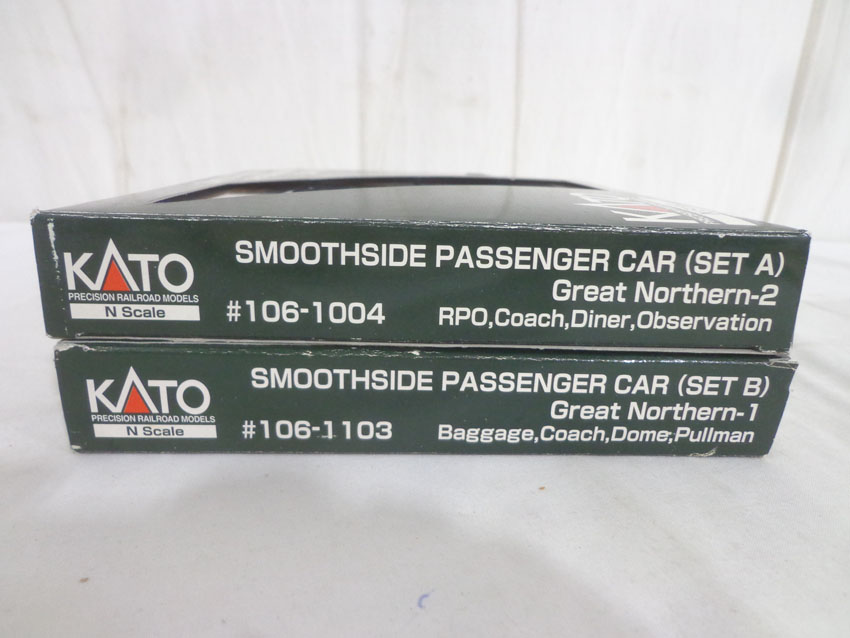 KATO
KATO
PRECISION RAILROAD MODELS
N Scale
SMOOTHSIDE PASSENGER CAR (SET A)
Great Northern-2
#106-1004
RPO,Coach,Diner,Observation
KATO
PRECISION RAILROAD MODELS
N Scale
SMOOTHSIDE PASSENGER CAR (SET B)
Great Northern-1
#106-1103
Baggage,Coach,Dome,Pullman